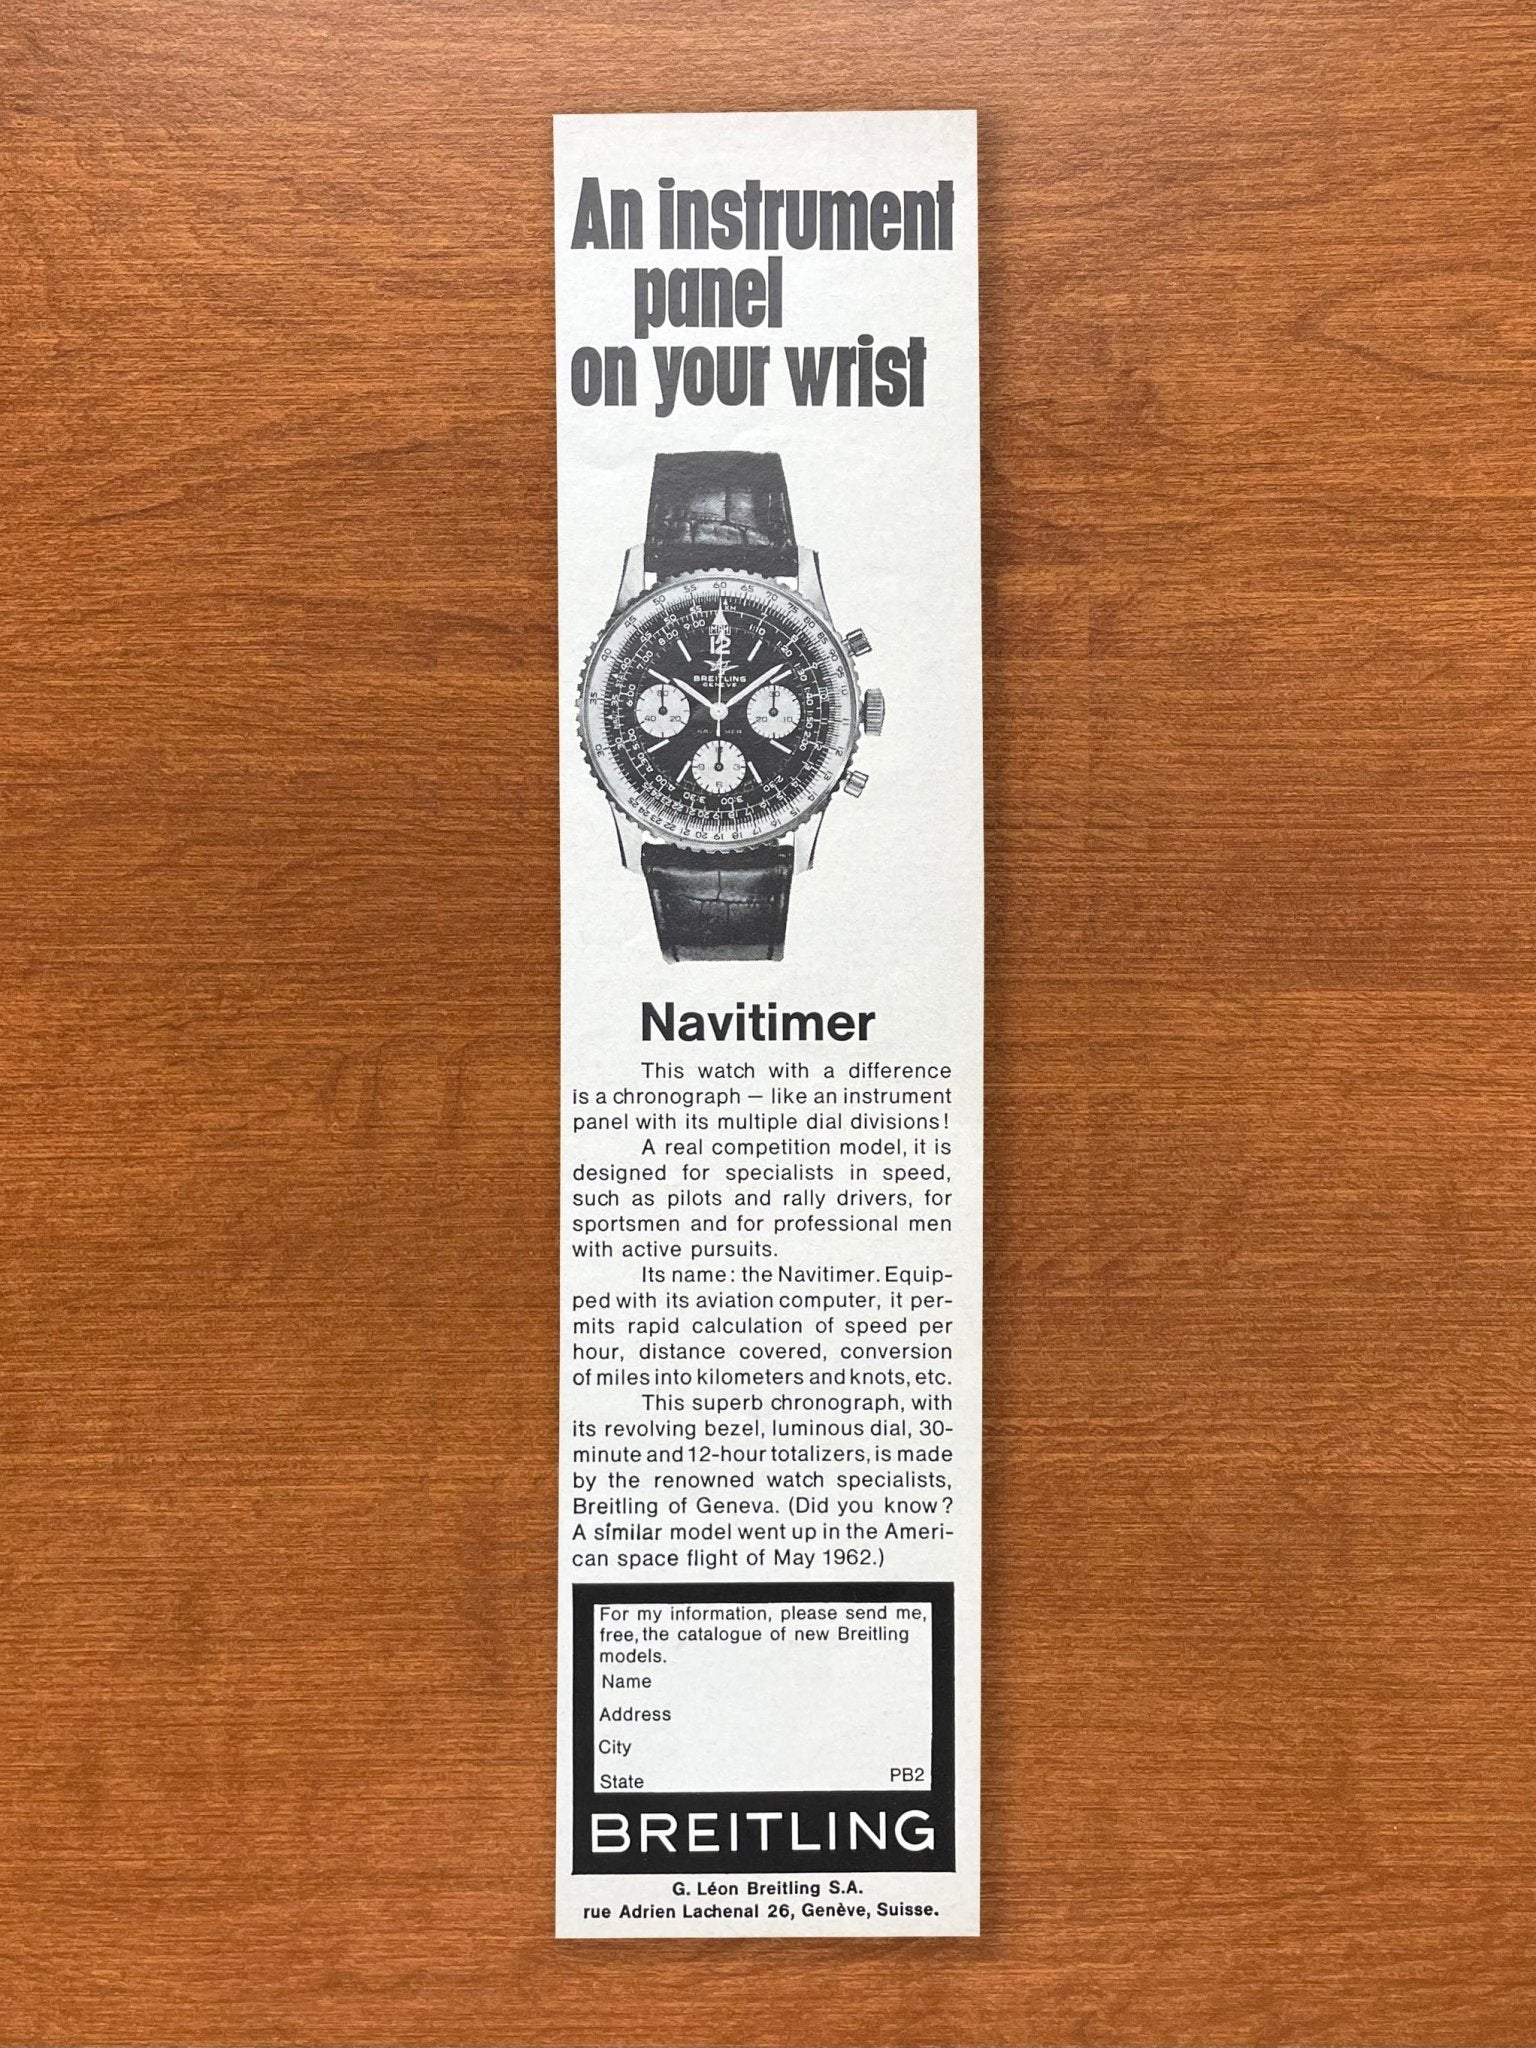 An instrument
panel
on your wrist
BREITLING
GENEVE
Navitimer
This watch with a difference
is a chronograph — like an instrument
panel with its multiple dial divisions!
A real competition model, it is
designed for specialists in speed,
such as pilots and rally drivers, for
sportsmen and for professional men
with active pursuits.
Its name: the Navitimer. Equip-
ped with its aviation computer, it per-
mits rapid calculation of speed per
hour, distance covered, conversion
of miles into kilometers and knots, etc.
This superb chronograph, with
its revolving bezel, luminous dial, 30-
minute and 12-hour totalizers, is made
by the renowned watch specialists,
Breitling of Geneva. (Did you know?
A similar model went up in the Ameri-
can space flight of May 1962.)
For my information, please send me,
free, the catalogue of new Breitling
models.
Name
Address
City
State PB2
BREITLING
G. Léon Breitling S.A.
rue Adrien Lachenal 26, Genève, Suisse.